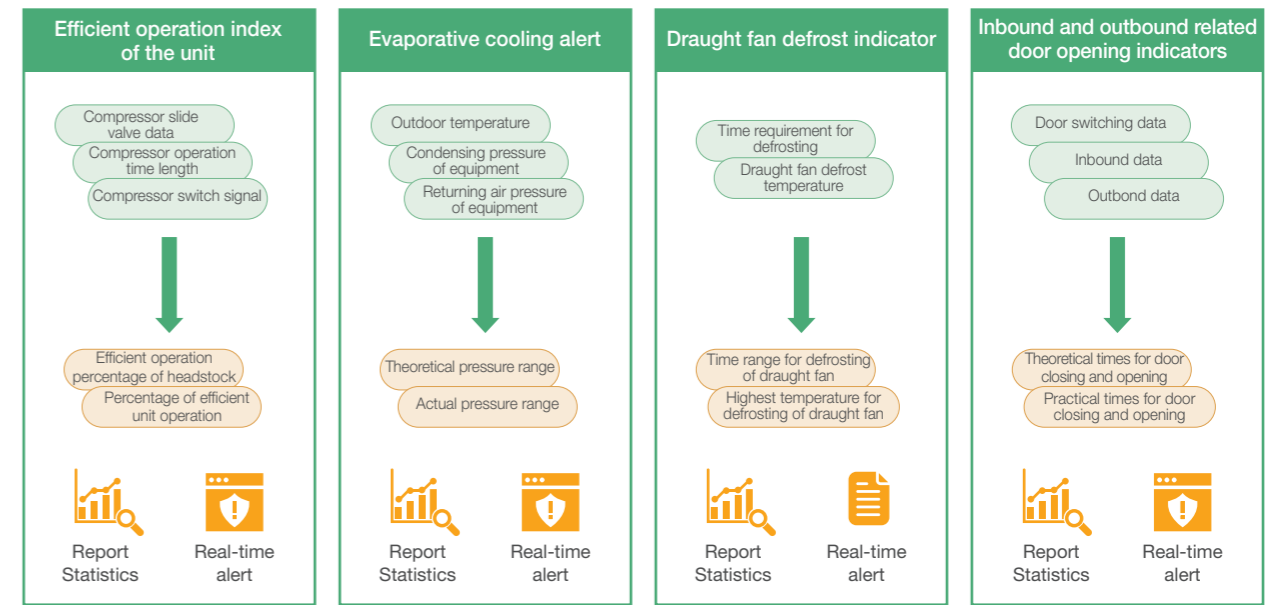 Efficient operation index
of the unit
Compressor slide
valve data
Compressor operation
time length
Compressor switch signal
Efficient operation
percentage of headstock
Percentage of efficient
unit operation
Report
Statistics
Real-time
alert
Evaporative cooling alert
Outdoor temperature
Condensing pressure
of equipment
Returning air pressure
of equipment
Theoretical pressure range
Actual pressure range
Report
Statistics
Real-time
alert
Draught fan defrost indicator
Time requirement for
defrosting
Draught fan defrost
temperature
Time range for defrosting
of draught fan
Highest temperature for
defrosting of draught fan
Report
Statistics
Real-time
alert
Inbound and outbound related
door opening indicators
Door switching data
Inbound data
Outbond data
Theoretical times for door
closing and opening
Practical times for door
closing and opening
Report
Statistics
Real-time
alert